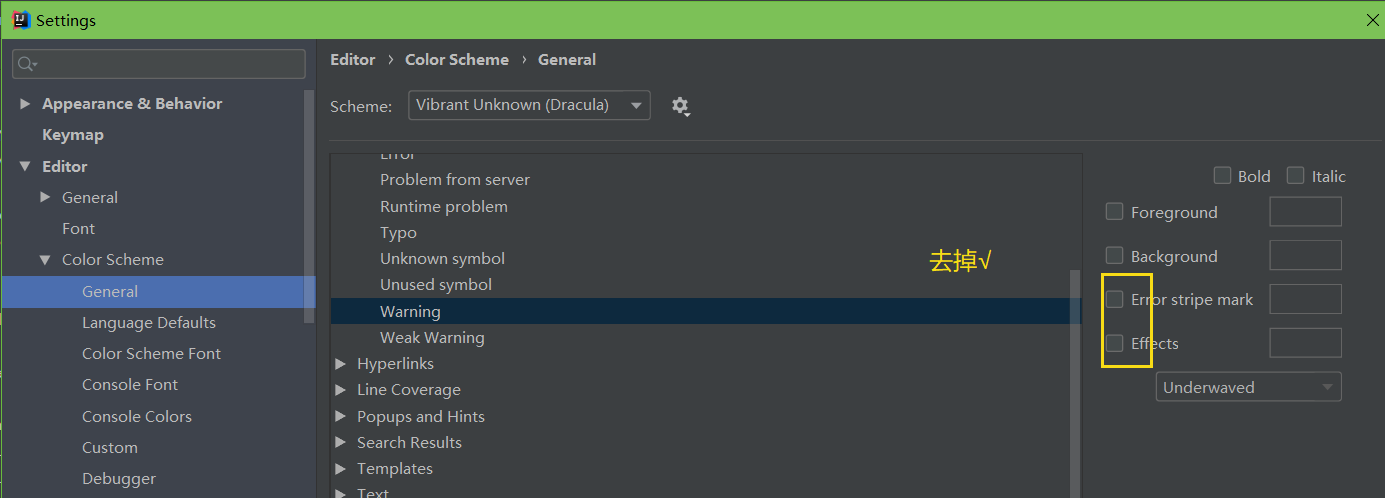 Settings
Appearance & Behavior
Keymap
Editor
General
Font
Color Scheme
General
Language Defaults
Color Scheme Font
Console Font
Console Colors
Custom
Debugger
Editor › Color Scheme › General
Scheme: Vibrant Unknown (Dracula)
Error
Problem from server
Runtime problem
Typo
Unknown symbol
Unused symbol
Warning
Weak Warning
Hyperlinks
Line Coverage
Popups and Hints
Search Results
Templates
Text
去掉√
Bold Italic
Foreground
Background
Error stripe mark
Effects
Underwaved